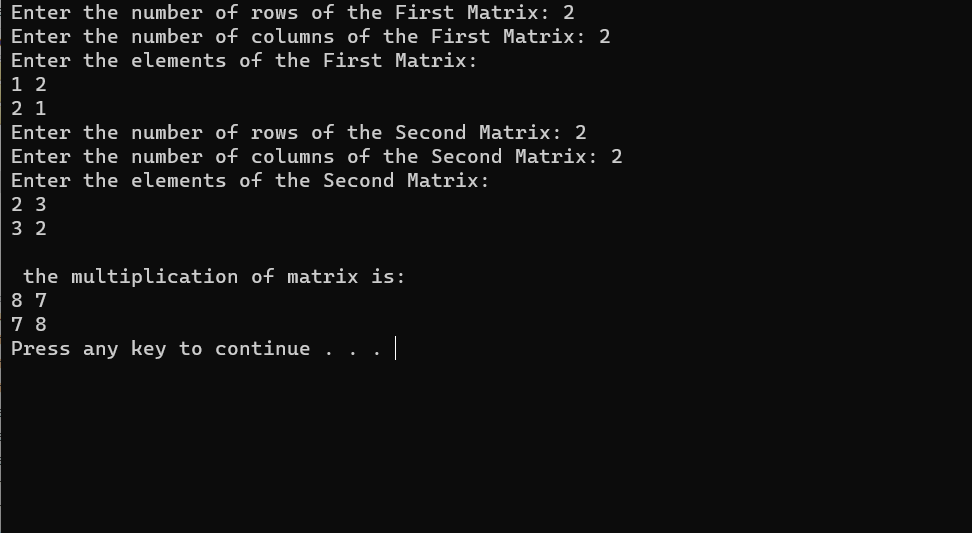 Enter the number of rows of the First Matrix: 2
Enter the number of columns of the First Matrix: 2
Enter the elements of the First Matrix:
1 2
2 1
Enter the number of rows of the Second Matrix: 2
Enter the number of columns of the Second Matrix: 2
Enter the elements of the Second Matrix:
2 3
3 2
the multiplication of matrix is:
8 7
7 8
Press any key to continue . . .